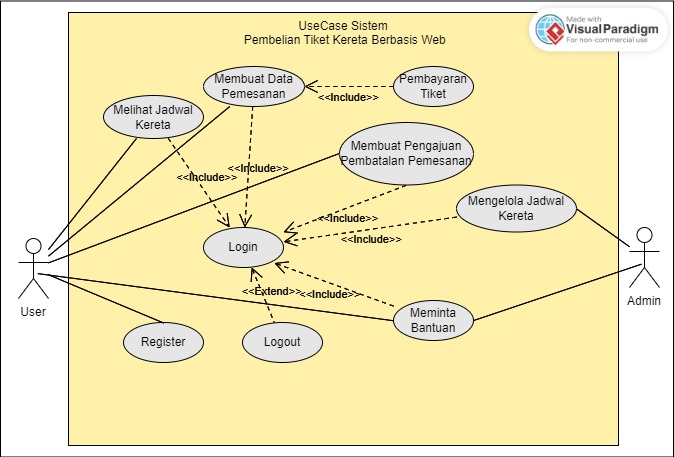 UseCase Sistem
Pembelian Tiket Kereta Berbasis Web
Made with
VisualParadigm
For non-commercial use
Membuat Data
Pemesanan
Pembayaran
Tiket
<<Include>>
Melihat Jadwal
Kereta
Membuat Pengajuan
Pembatalan Pemesanan
<<Include>>
<<Include>>
Mengelola Jadwal
Kereta
<<Include>>
<<Include>>
Login
User
Admin
<<Extend>>
<<Include>>
Meminta
Bantuan
Register
Logout